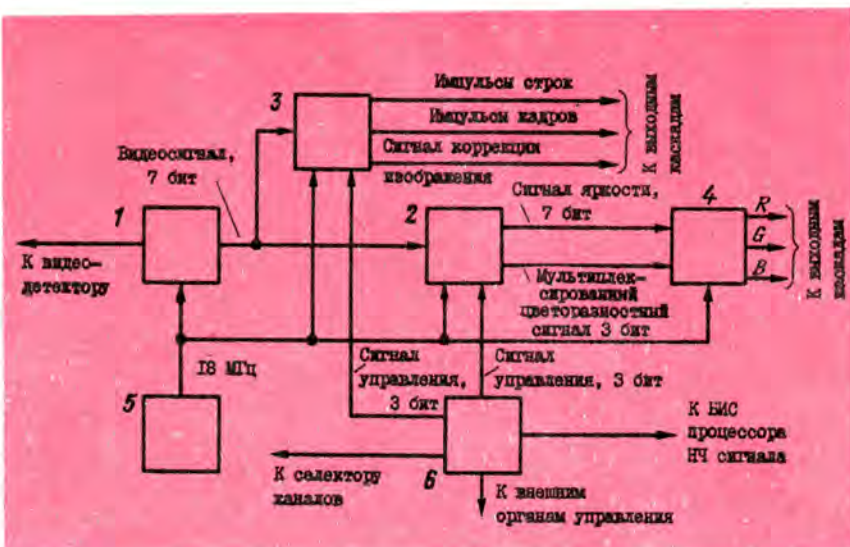 Импульсы строк
3
Импульсы кадров
Сигнал коррекции
изображения
К выходным
каскадам
Видеосигнал,
7 бит
1
К видео-
детектору
2
Сигнал яркости,
7 бит
4
R
G
B
К выходным
каскадам
Мультиплек-
сированный
цветоразностный
сигнал 3 бит
18 МГц
5
Сигнал
управления,
3 бит
Сигнал
управления, 3 бит
К БИС
процессора
НЧ сигнала
К селектору
каналов
6
К внешним
органам управления